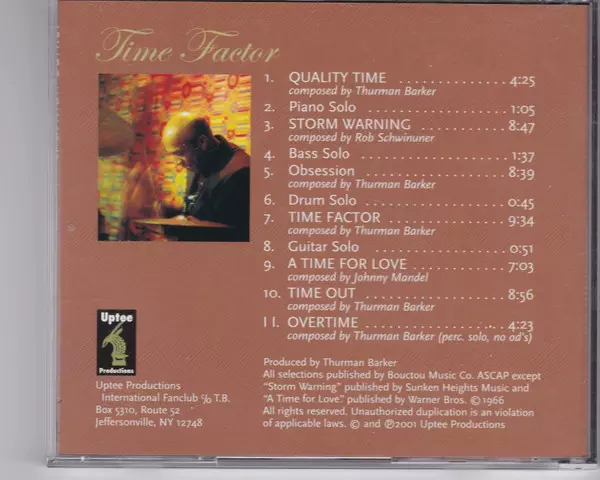 Time Factor
1. QUALITY TIME .............. 4:25
composed by Thurman Barker
2. Piano Solo .................. 1:05
3. STORM WARNING .......... 8:47
composed by Rob Schwinuner
4. Bass Solo .................... 1:37
5. Obsession .................... 8:39
composed by Thurman Barker
6. Drum Solo .................. 0:45
7. TIME FACTOR ............... 9:34
composed by Thurman Barker
8. Guitar Solo .................. 0:51
9. A TIME FOR LOVE ........... 7:03
composed by Johnny Mandel
10. TIME OUT .................. 8:56
composed by Thurman Barker
11. OVERTIME .................. 4:23
composed by Thurman Barker (perc. solo, no od's)
Uptee
Productions
Uptee Productions
International Fanclub c/o T.B.
Box 5310, Route 52
Jeffersonville, NY 12748
Produced by Thurman Barker
All selections published by Bouctou Music Co. ASCAP except
"Storm Warning" published by Sunken Heights Music and
"A Time for Love." published by Warner Bros. © 1966
All rights reserved. Unauthorized duplication is an violation
of applicable laws. © and ℗2001 Uptee Productions